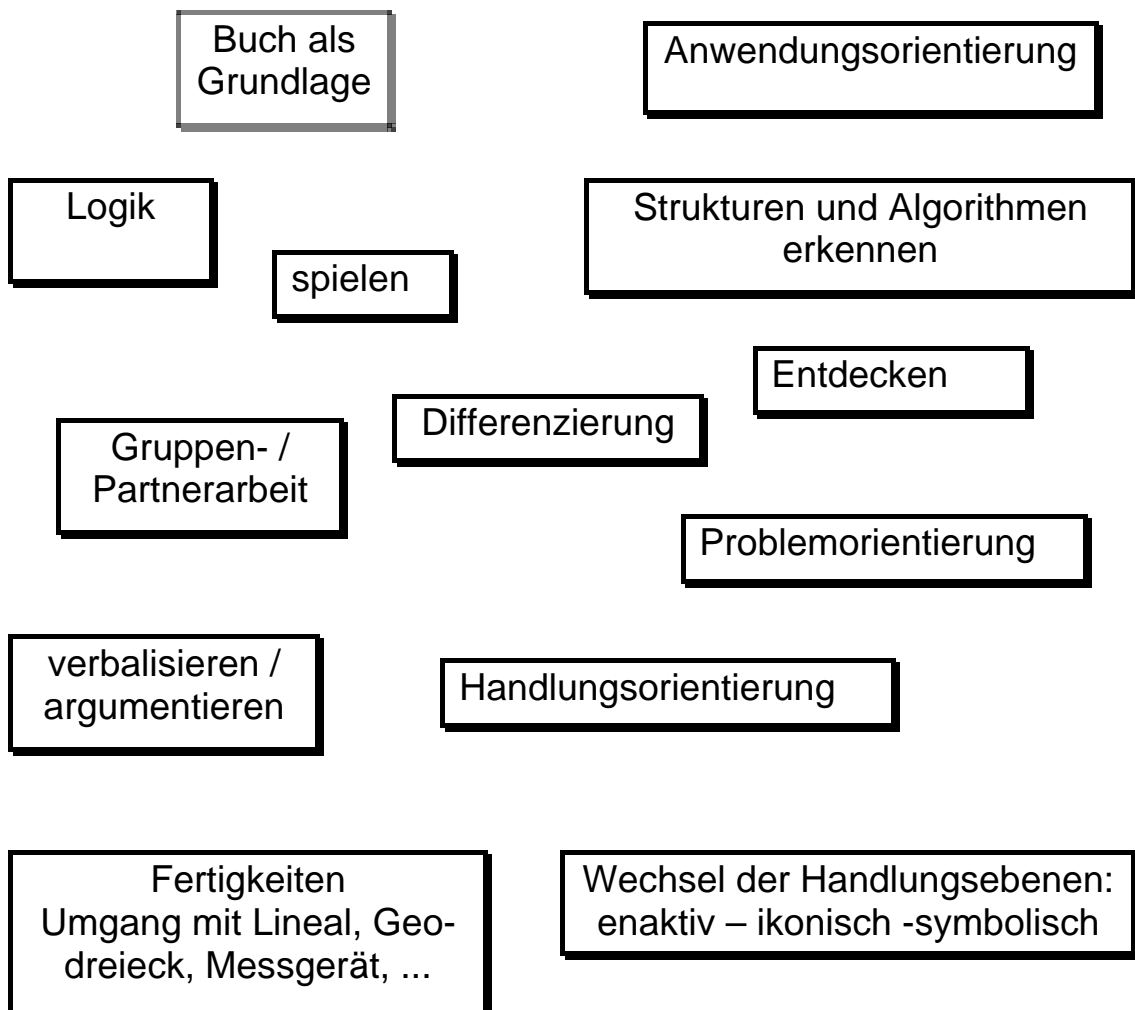 Buch als
Grundlage
Anwendungsorientierung
Logik
Strukturen und Algorithmen
erkennen
spielen
Entdecken
Differenzierung
Gruppen- /
Partnerarbeit
Problemorientierung
verbalisieren /
argumentieren
Handlungsorientierung
Fertigkeiten
Umgang mit Lineal, Geo-
dreieck, Messgerät, ...
Wechsel der Handlungsebenen:
enaktiv – ikonisch -symbolisch